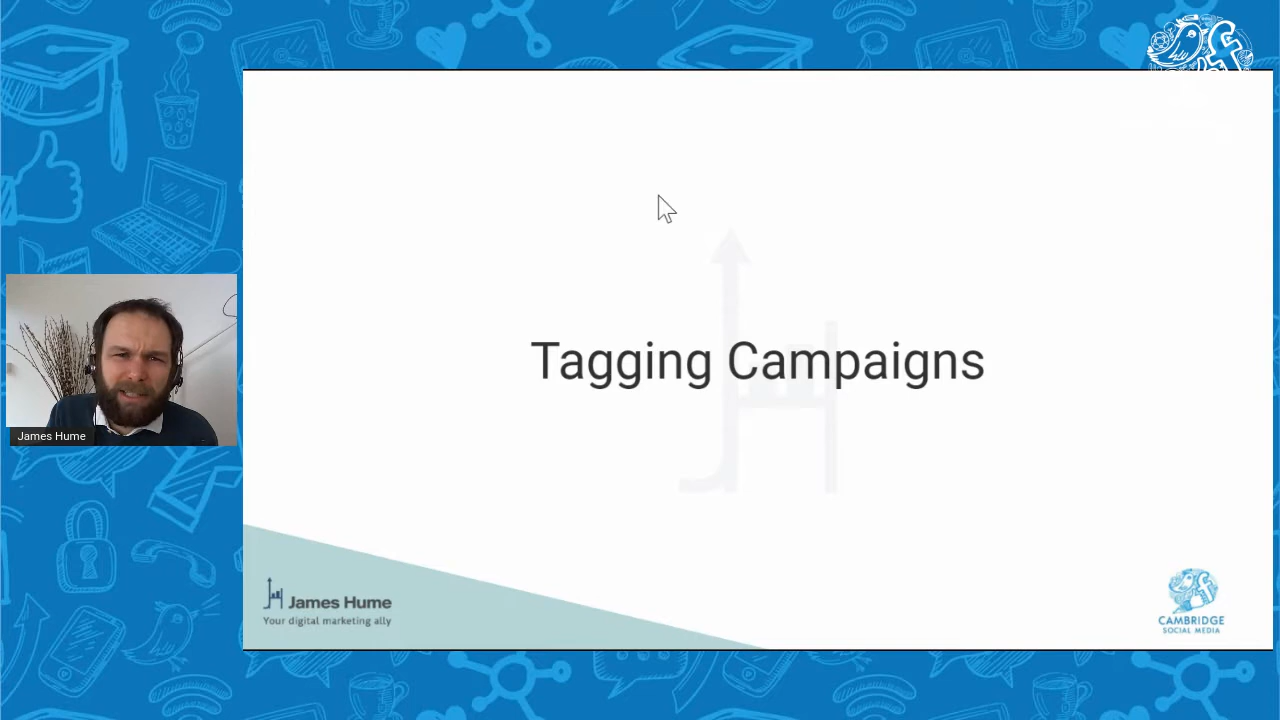 Tagging Campaigns
James Hume
James Hume
Your digital marketing ally
CAMBRIDGE
SOCIAL MEDIA